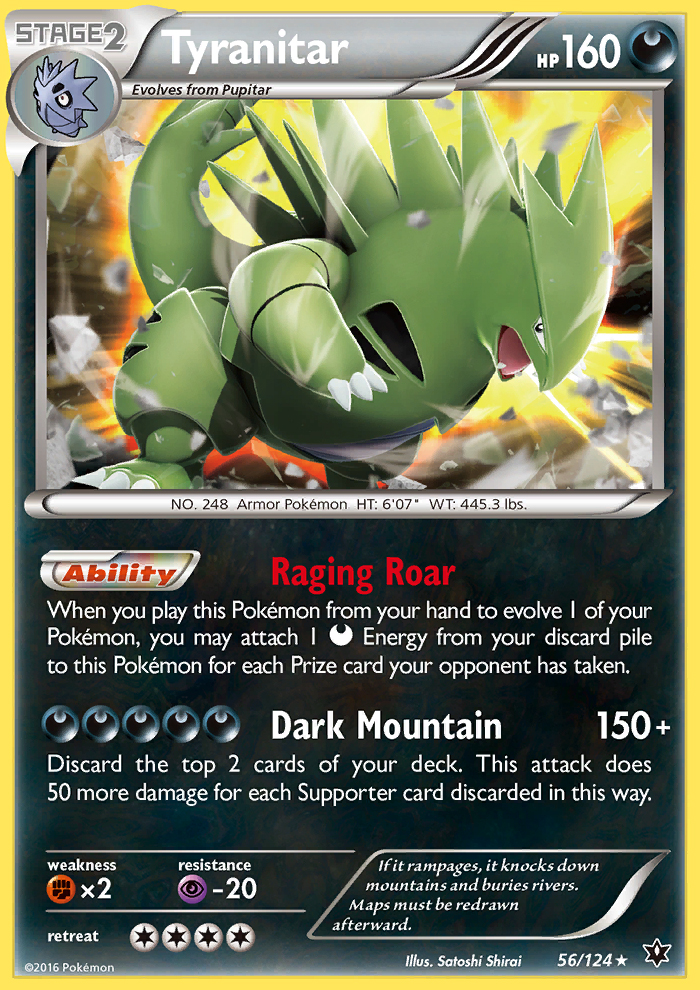 STAGE2
Tyranitar
HP160
Evolves from Pupitar
NO. 248 Armor Pokémon HT: 6'07" WT: 445.3 lbs.
Ability Raging Roar
When you play this Pokémon from your hand to evolve 1 of your
Pokémon, you may attach 1 Energy from your discard pile
to this Pokémon for each Prize card your opponent has taken.
Dark Mountain 150+
Discard the top 2 cards of your deck. This attack does
50 more damage for each Supporter card discarded in this way.
weakness resistance
×2 -20
retreat
If it rampages, it knocks down
mountains and buries rivers.
Maps must be redrawn
afterward.
Illus. Satoshi Shirai 56/124 ★
©2016 Pokémon